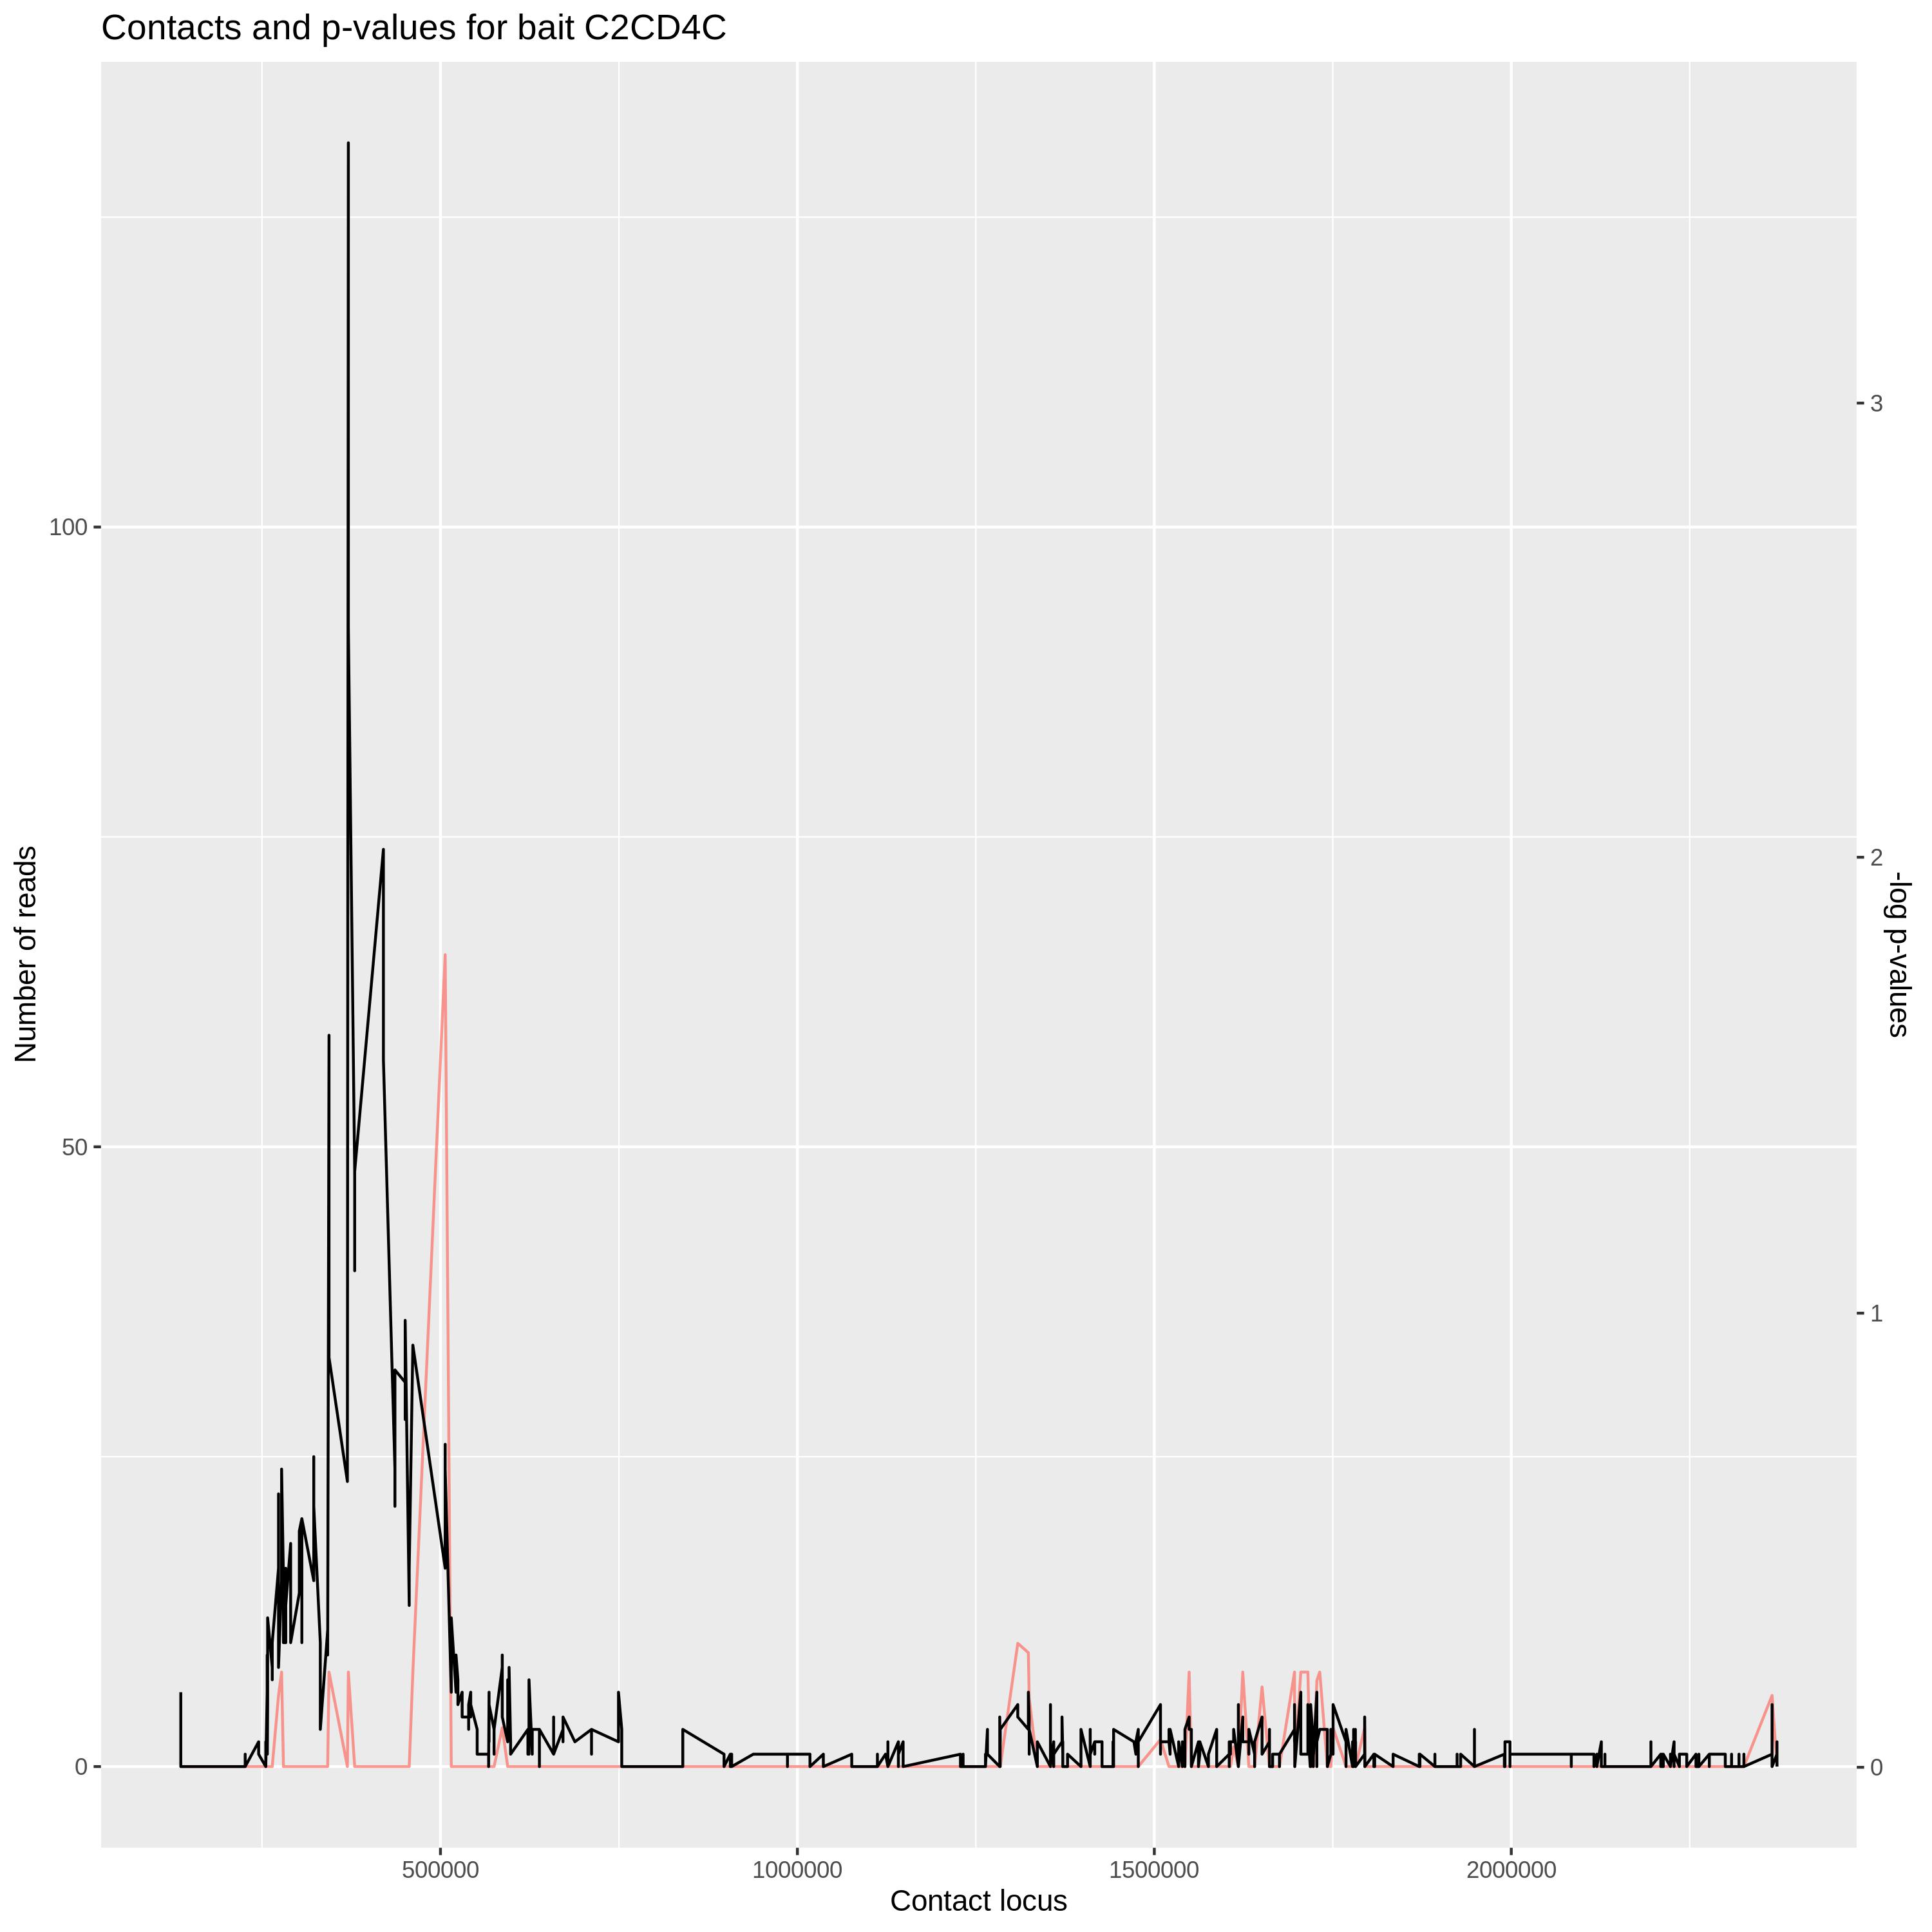 Contacts and p-values for bait C2CD4C
Number of reads
100
50
0
3
2
1
0
-log p-values
500000
1000000
1500000
2000000
Contact locus